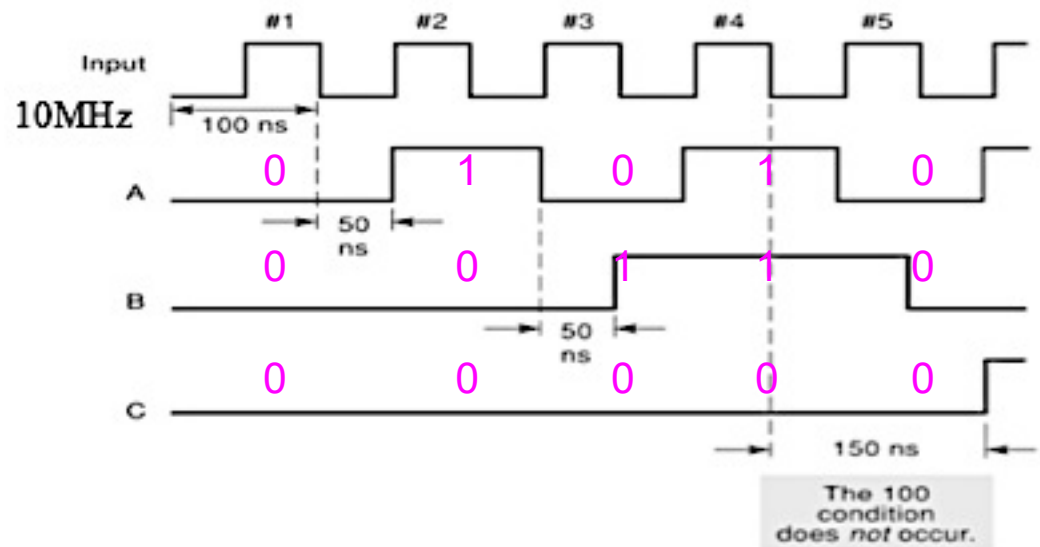 #1 #2 #3 #4 #5
Input
10MHz
100 ns
A 0 1 0 1 0
50
ns
B 0 0 1 1 0
50
ns
C 0 0 0 0 0
150 ns
The 100
condition
does not occur.